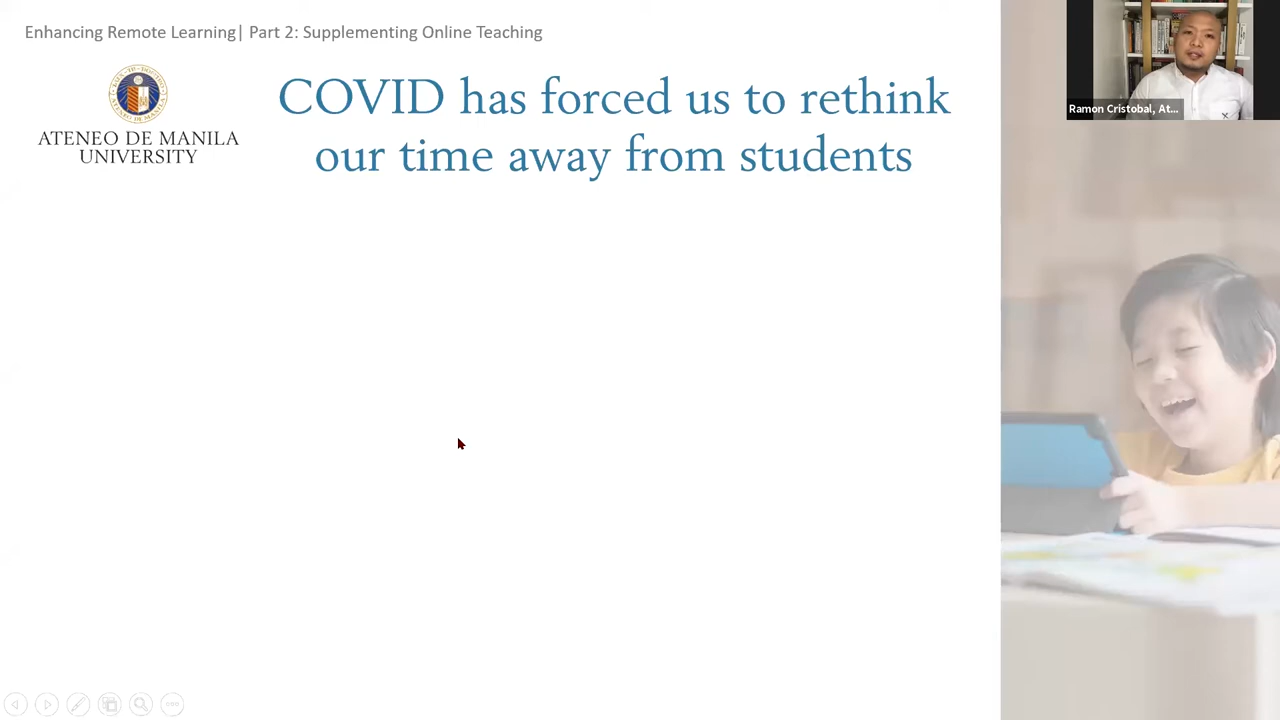 Enhancing Remote Learning| Part 2: Supplementing Online Teaching
ATENEO DE MANILA
UNIVERSITY
COVID has forced us to rethink
our time away from students
Ramon Cristobal, At...